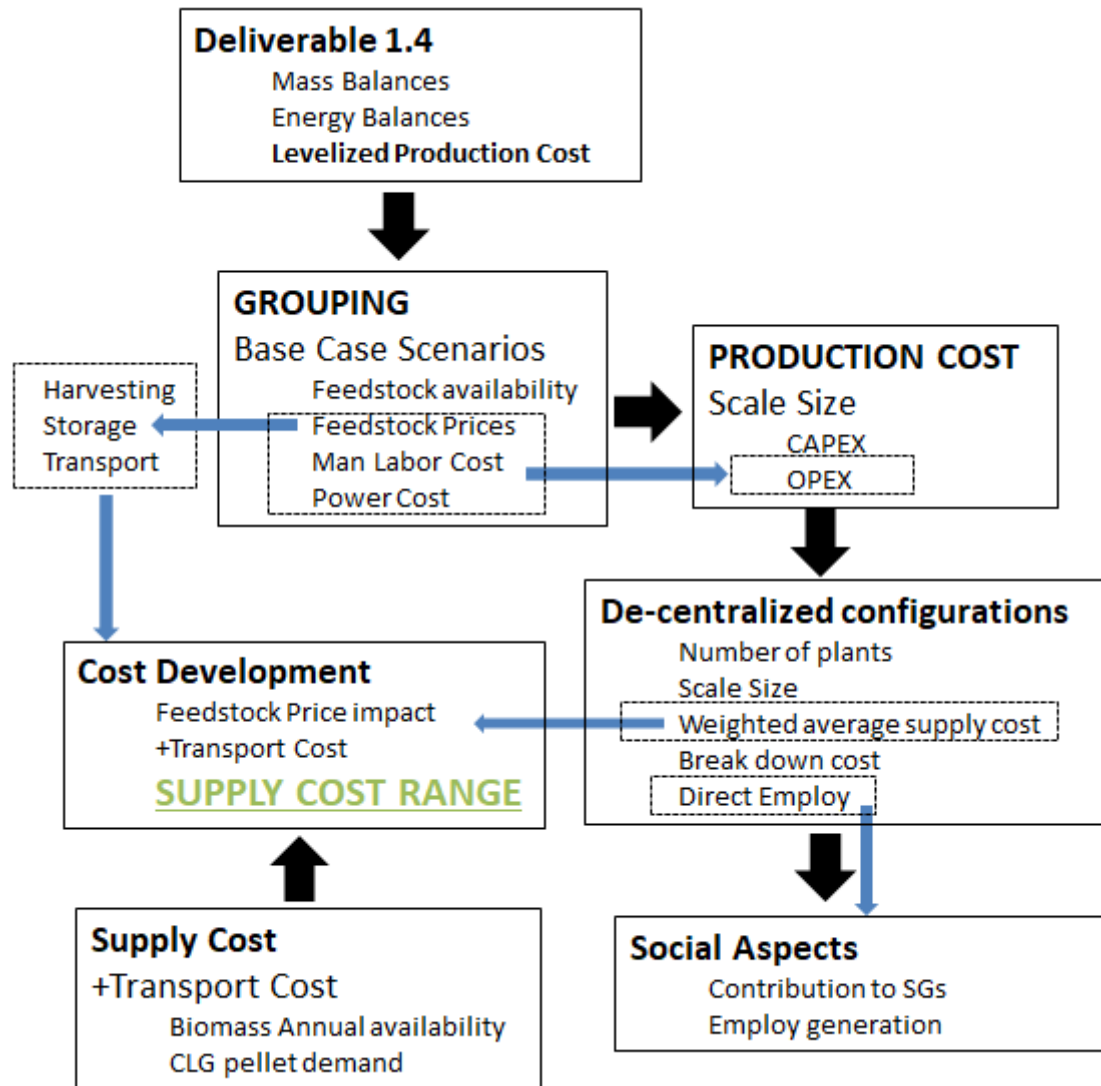 Deliverable 1.4
Mass Balances
Energy Balances
Levelized Production Cost
GROUPING
Base Case Scenarios
Feedstock availability
Feedstock Prices
Man Labor Cost
Power Cost
Harvesting
Storage
Transport
PRODUCTION COST
Scale Size
CAPEX
OPEX
De-centralized configurations
Number of plants
Scale Size
Weighted average supply cost
Break down cost
Direct Employ
Cost Development
Feedstock Price impact
+Transport Cost
SUPPLY COST RANGE
Supply Cost
+Transport Cost
Biomass Annual availability
CLG pellet demand
Social Aspects
Contribution to SGs
Employ generation